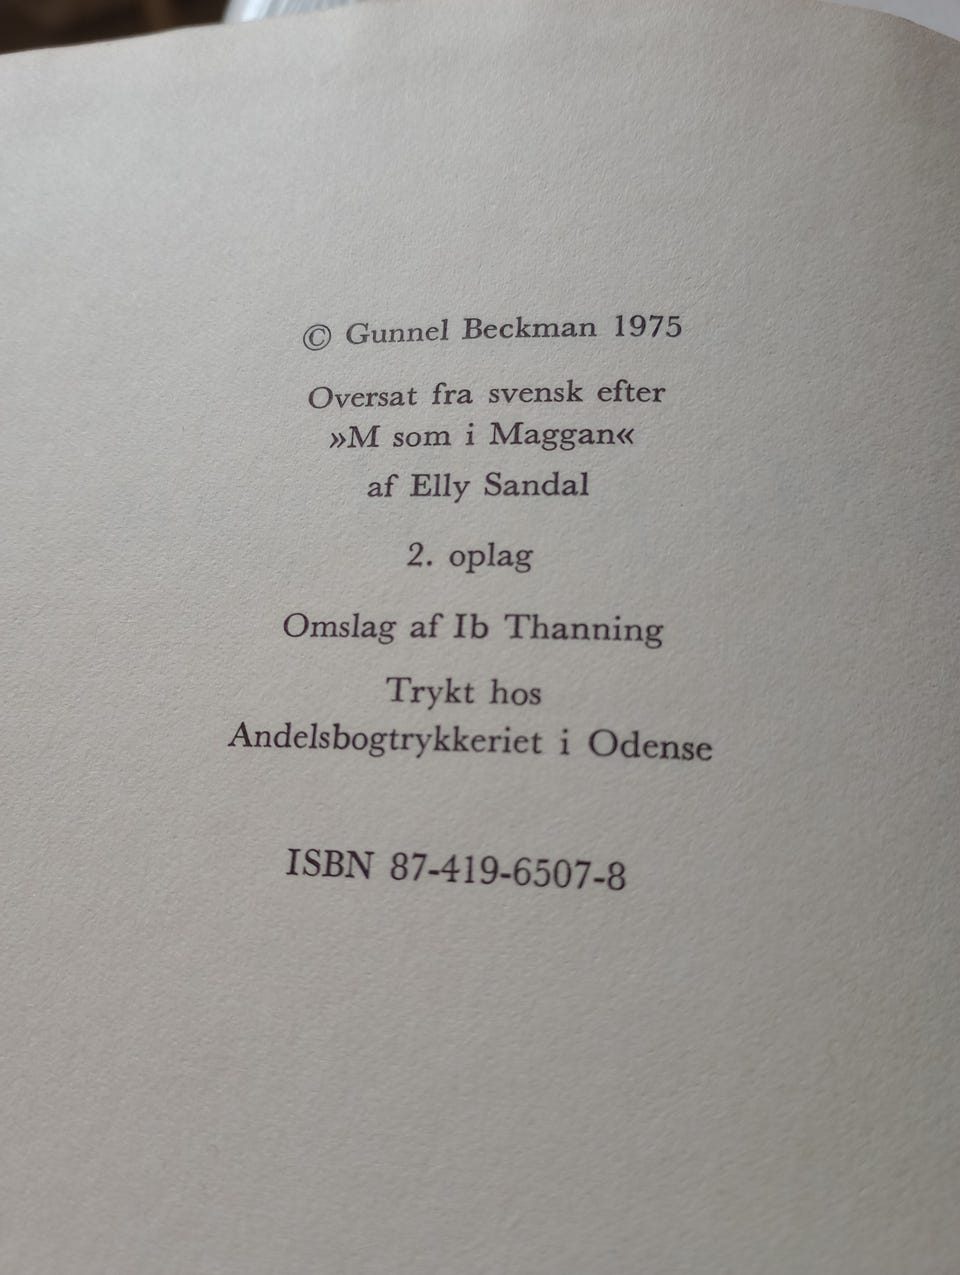 © Gunnel Beckman 1975
Oversat fra svensk efter
»M som i Maggan«
af Elly Sandal
2. oplag
Omslag af Ib Thanning
Trykt hos
Andelsbogtrykkeriet i Odense
ISBN 87-419-6507-8